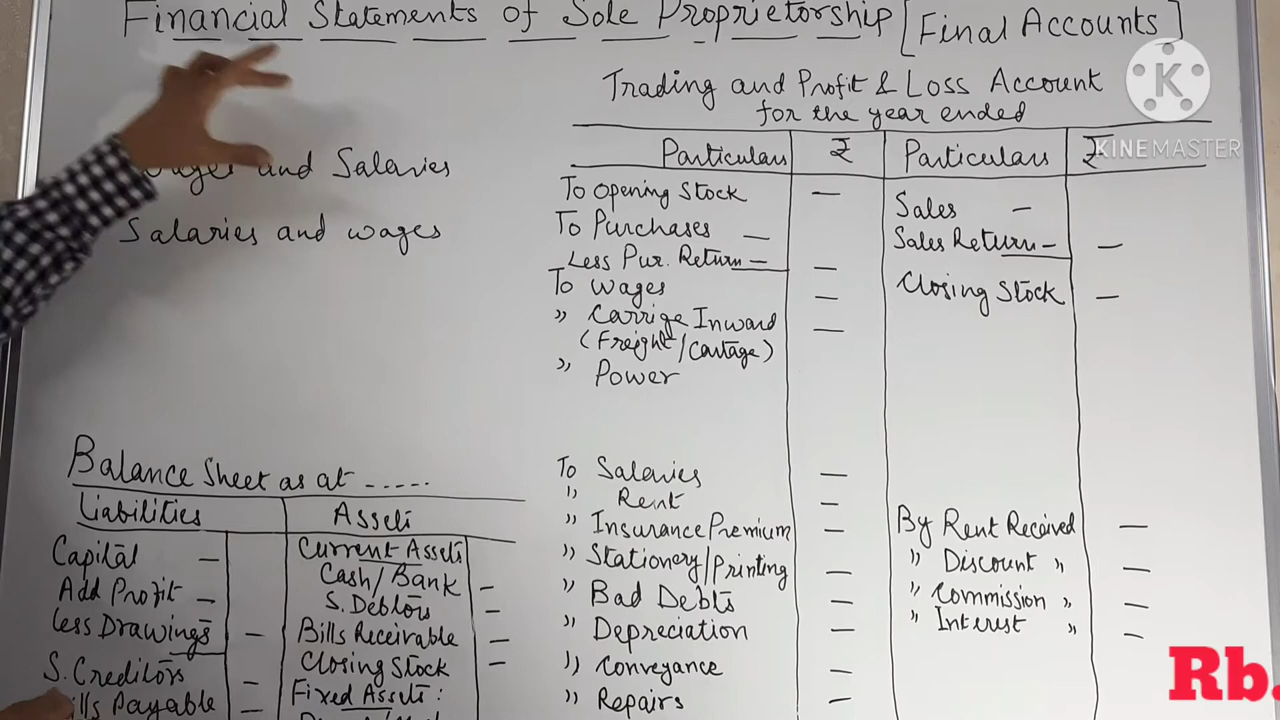 Financial Statements of Sole Proprietorship [Final Accounts]
Trading and Profit & Loss Account
for the year ended
K
KINEMASTER
Particulars ₹ Particulars ₹
and Salaries
Salaries and wages
To Opening Stock —
To Purchases —
Less Pur. Return — —
To Wages —
” Carrige Inward —
(Freight/Cartage)
” Power
Sales —
Sales Return — —
Closing Stock —
To Salaries —
” Rent —
” Insurance Premium —
” Stationery/Printing —
” Bad Debts —
” Depreciation —
” Conveyance —
” Repairs —
By Rent Received —
” Discount ” —
” Commission ” —
” Interest ” —
Balance Sheet as at .....
Liabilities Assets
Capital —
Add Profit —
Less Drawings —
S. Creditors —
Payable —
Current Assets
Cash/Bank —
S. Debtors —
Bills Receivable —
Closing Stock —
Fixed Assets:
Rb.